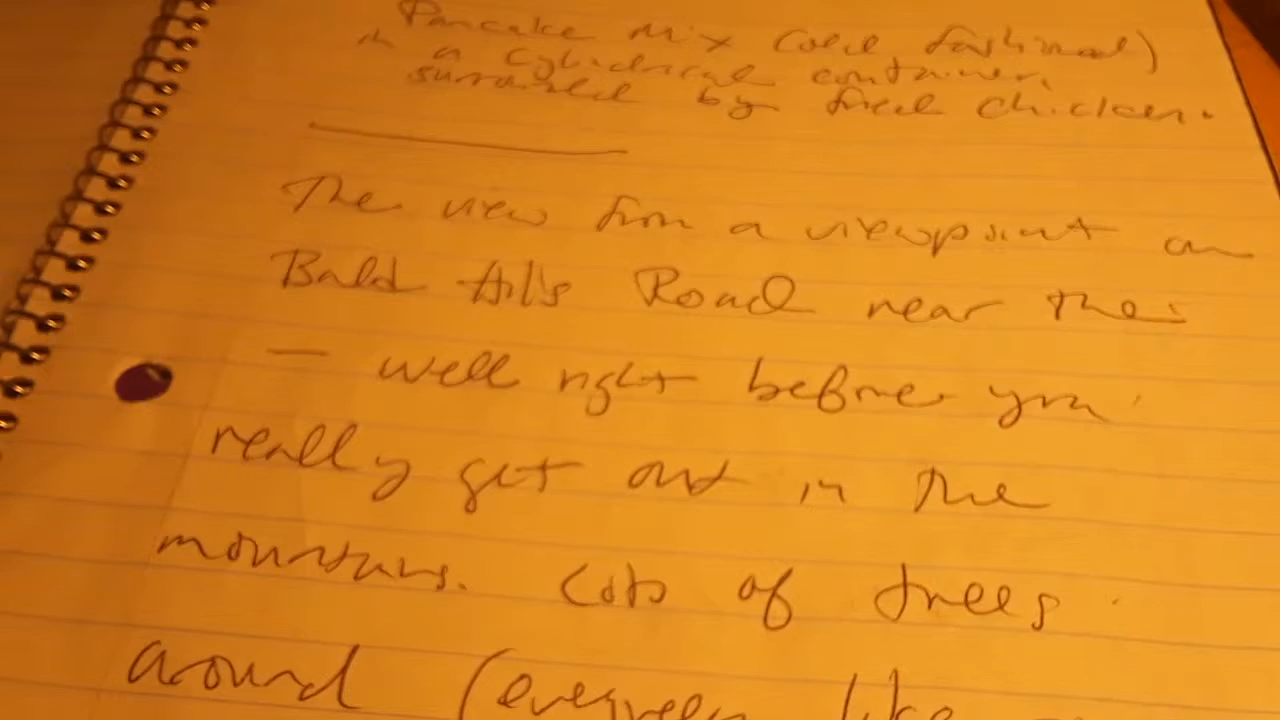 Pancake Mix (old fashioned)
in a cylindrical container,
surrounded by fried chicken.
The view from a viewpoint on
Bald Hills Road near the
— well right before you
really get out in the
mountains. Lots of trees
around (evergreen like